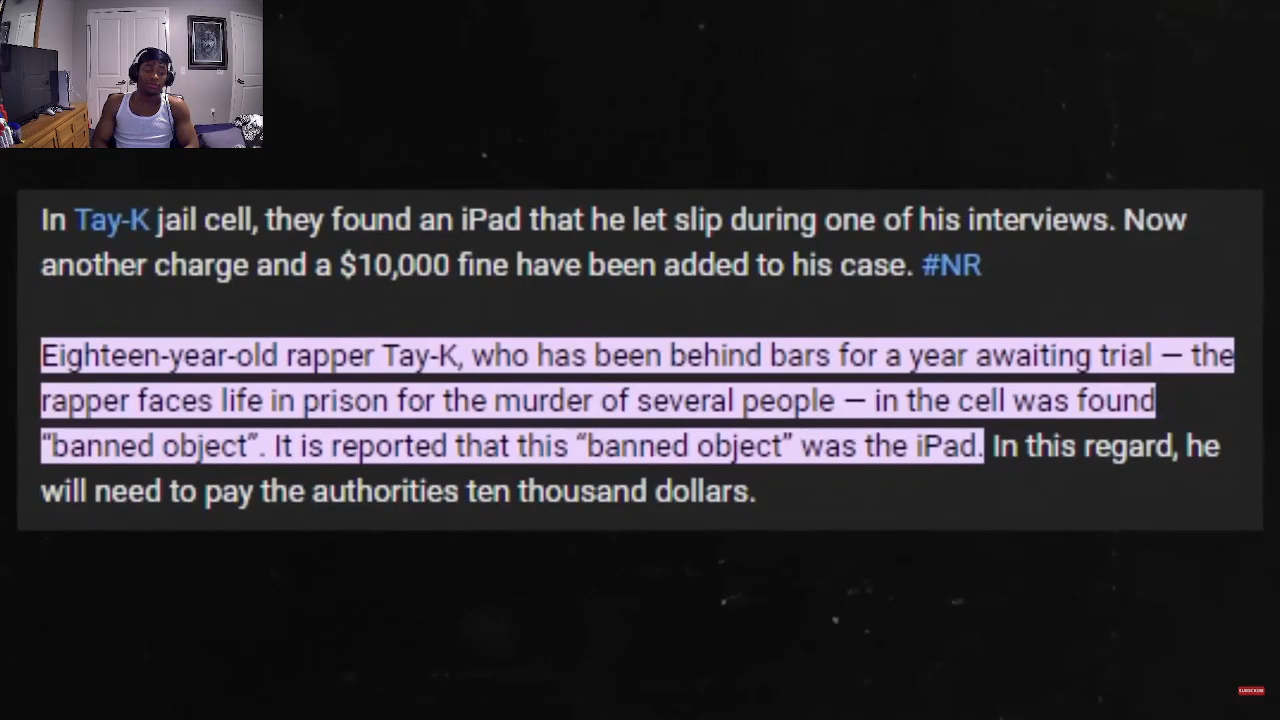 In Tay-K jail cell, they found an iPad that he let slip during one of his interviews. Now
another charge and a $10,000 fine have been added to his case. #NR
Eighteen-year-old rapper Tay-K, who has been behind bars for a year awaiting trial — the
rapper faces life in prison for the murder of several people — in the cell was found
“banned object”. It is reported that this “banned object” was the iPad. In this regard, he
will need to pay the authorities ten thousand dollars.
SUBSCRIBE